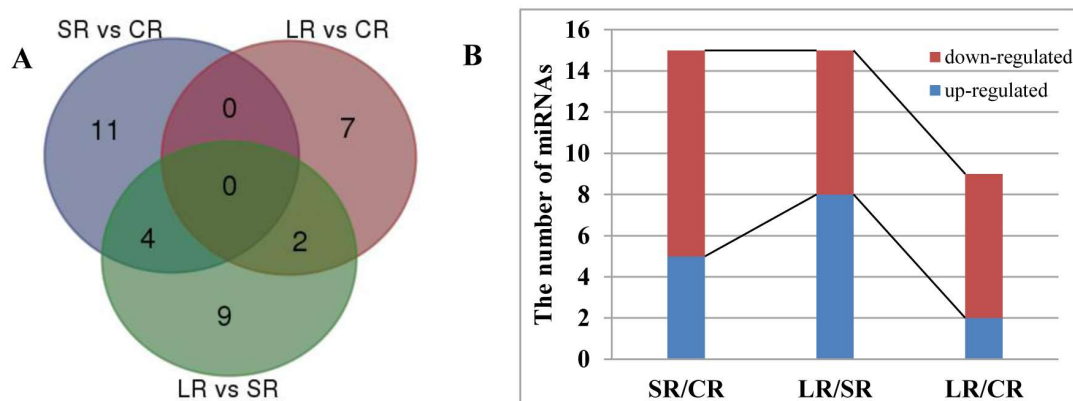 A
SR vs CR
LR vs CR
11
0
7
0
4
2
9
LR vs SR
B
The number of miRNAs
16
14
12
10
8
6
4
2
0
down-regulated
up-regulated
SR/CR
LR/SR
LR/CR